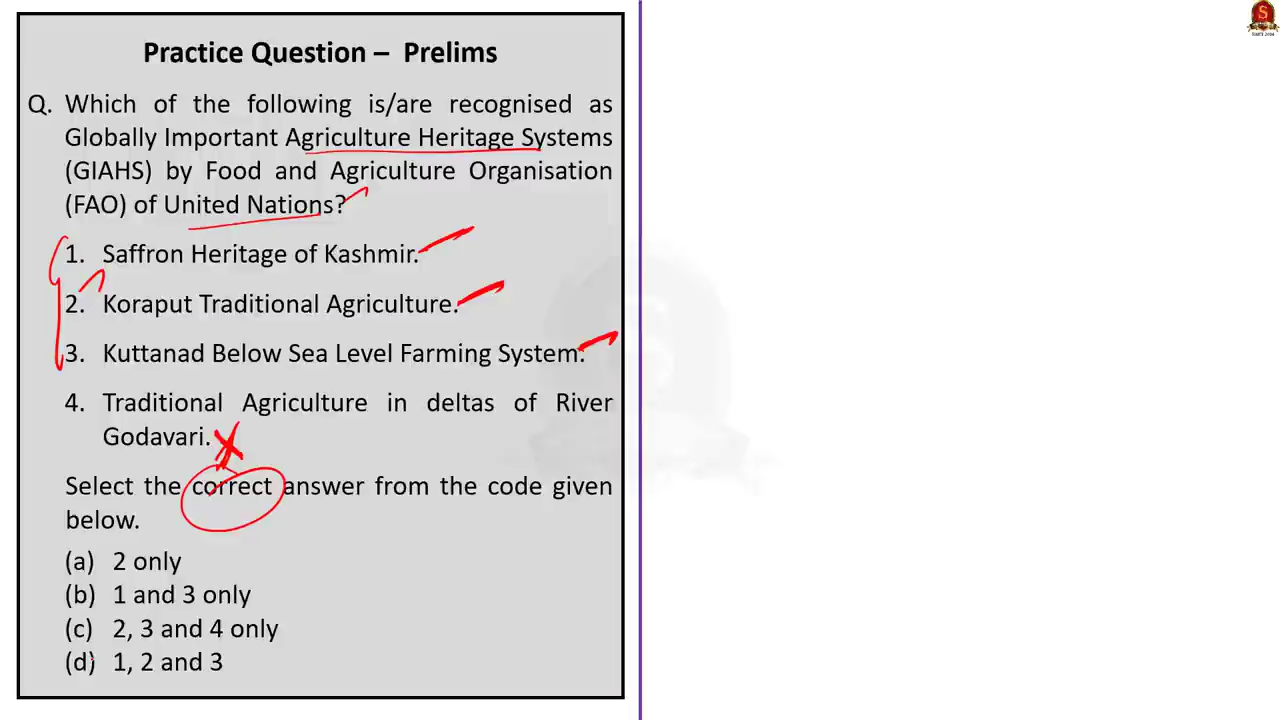 Practice Question – Prelims
Q. Which of the following is/are recognised as
Globally Important Agriculture Heritage Systems
(GIAHS) by Food and Agriculture Organisation
(FAO) of United Nations?
1. Saffron Heritage of Kashmir.
2. Koraput Traditional Agriculture.
3. Kuttanad Below Sea Level Farming System.
4. Traditional Agriculture in deltas of River
Godavari.
Select the correct answer from the code given
below.
(a) 2 only
(b) 1 and 3 only
(c) 2, 3 and 4 only
(d) 1, 2 and 3
S